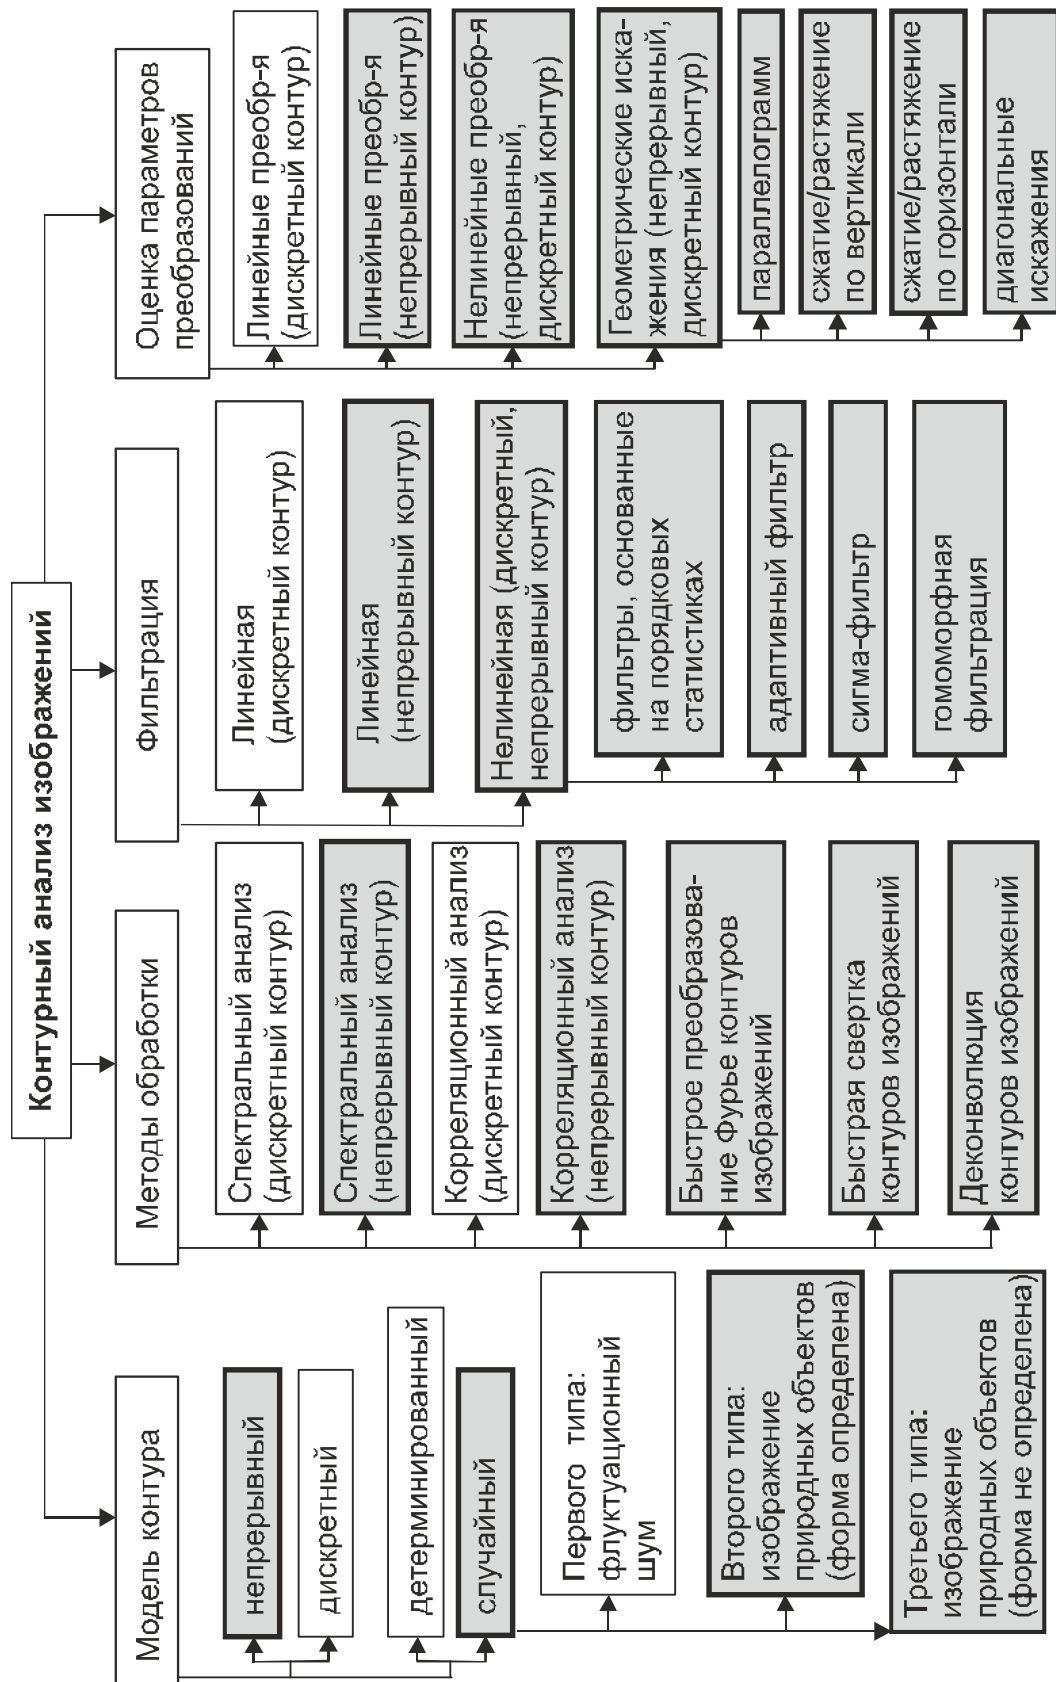 Контурный анализ изображений
Модель контура
непрерывный
дискретный
детерминированный
случайный
Первого типа:
флуктуационный
шум
Второго типа:
изображение
природных объектов
(форма определена)
Третьего типа:
изображение
природных объектов
(форма не определена)
Методы обработки
Спектральный анализ
(дискретный контур)
Спектральный анализ
(непрерывный контур)
Корреляционный анализ
(дискретный контур)
Корреляционный анализ
(непрерывный контур)
Быстрое преобразова-
ние Фурье контуров
изображений
Быстрая свертка
контуров изображений
Деконволюция
контуров изображений
Фильтрация
Линейная
(дискретный контур)
Линейная
(непрерывный контур)
Нелинейная (дискретный,
непрерывный контур)
фильтры, основанные
на порядковых
статистиках
адаптивный фильтр
сигма-фильтр
гомоморфная
фильтрация
Оценка параметров
преобразований
Линейные преобр-я
(дискретный контур)
Линейные преобр-я
(непрерывный контур)
Нелинейные преобр-я
(непрерывный,
дискретный контур)
Геометрические иска-
жения (непрерывный,
дискретный контур)
параллелограмм
сжатие/растяжение
по вертикали
сжатие/растяжение
по горизонтали
диагональные
искажения